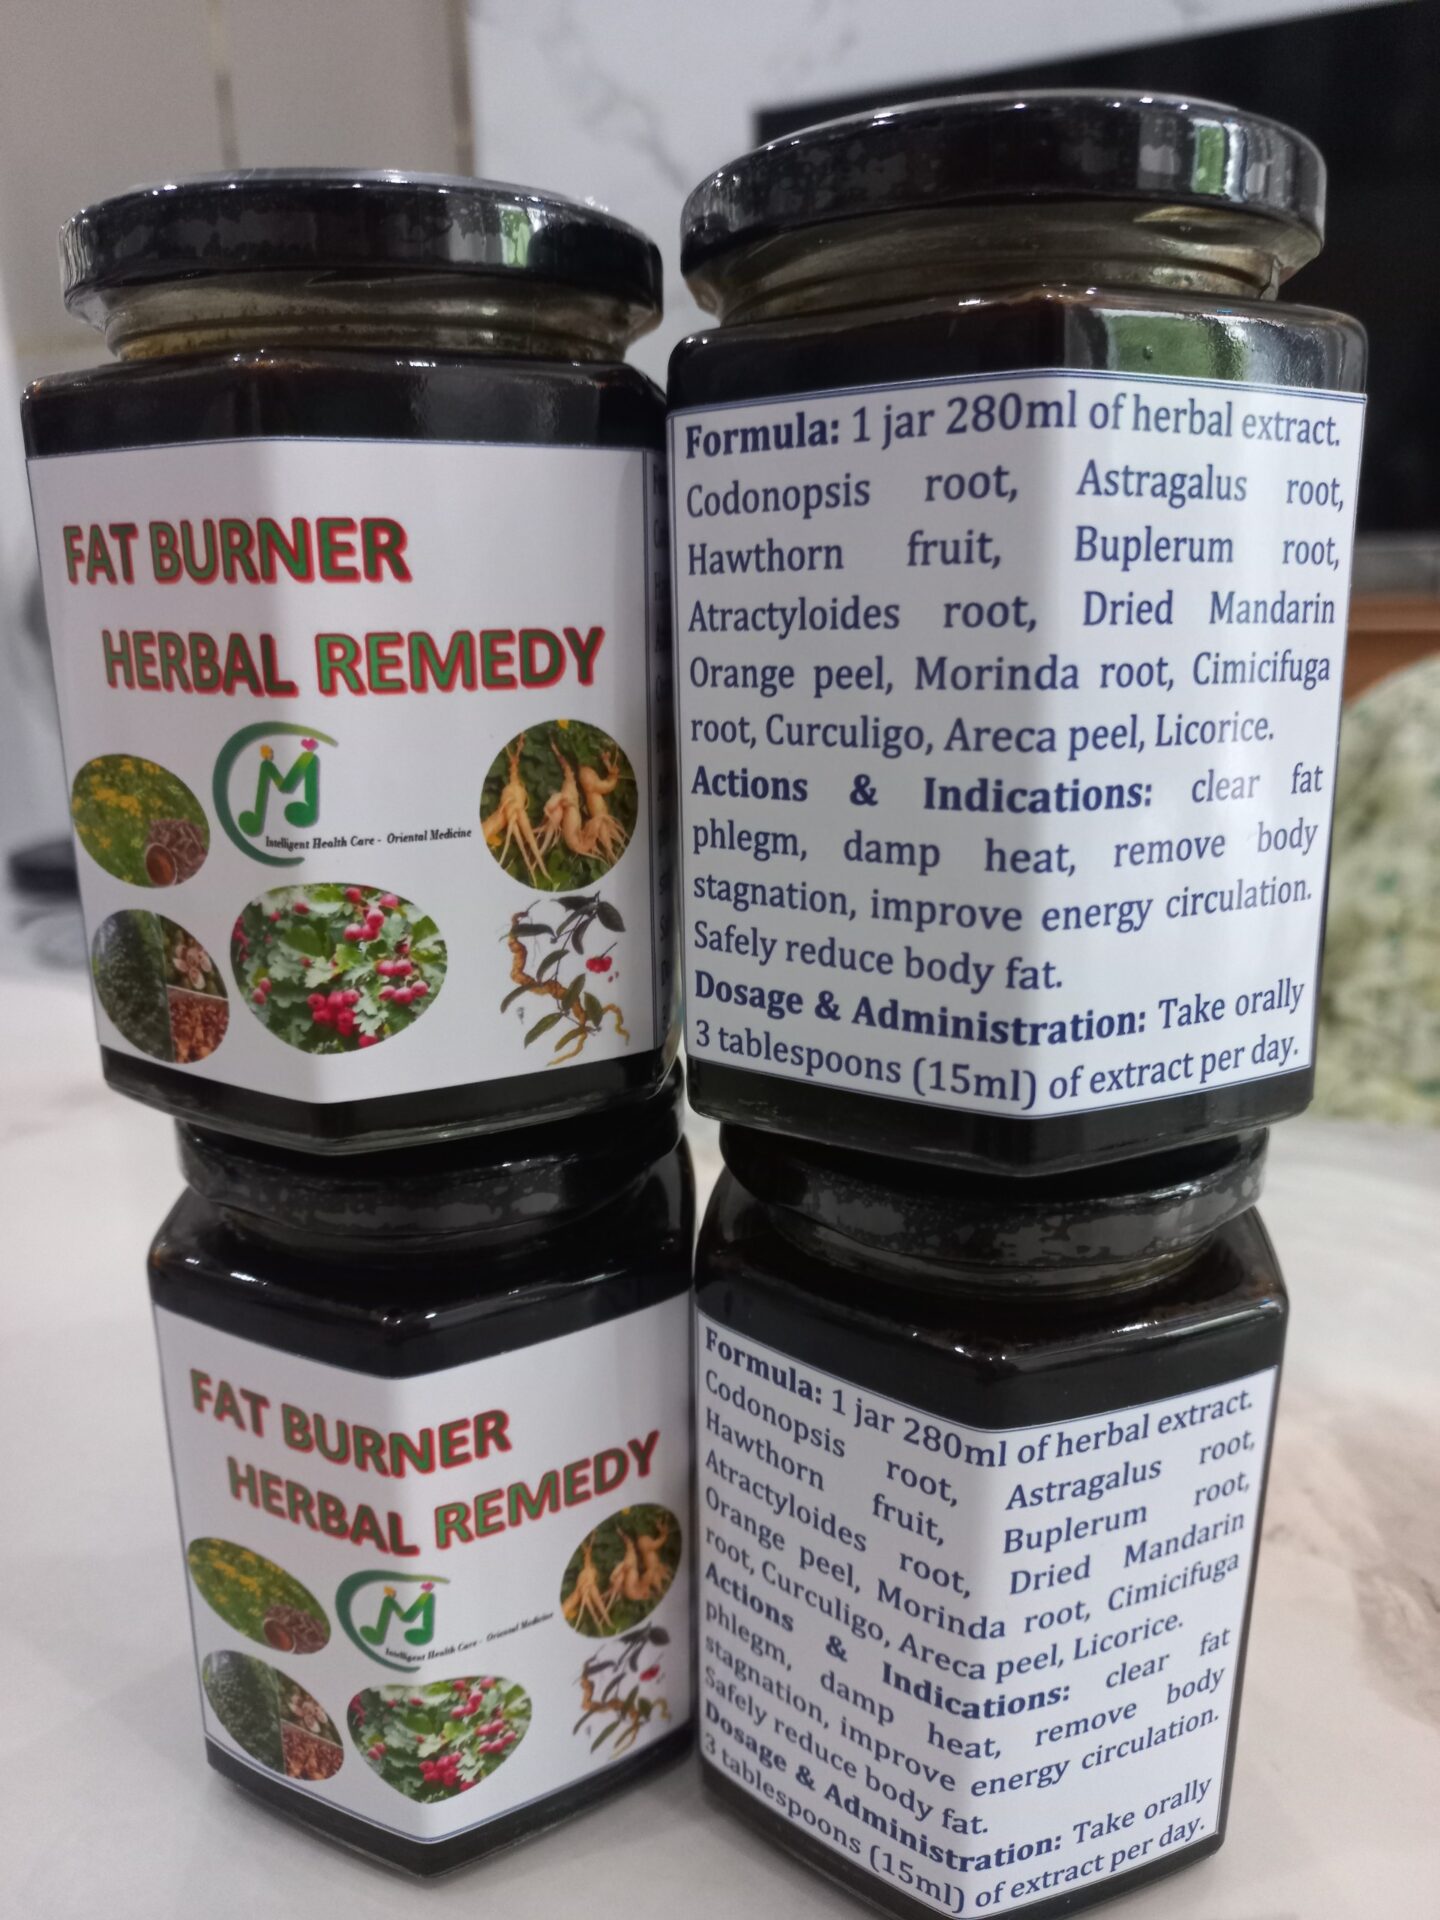 FAT BURNER
HERBAL REMEDY
M
Intelligent Health Care - Oriental Medicine
Formula: 1 jar 280ml of herbal extract.
Codonopsis root, Astragalus root,
Hawthorn fruit, Buplerum root,
Atractyloides root, Dried Mandarin
Orange peel, Morinda root, Cimicifuga
root, Curculigo, Areca peel, Licorice.
Actions & Indications: clear fat
phlegm, damp heat, remove body
stagnation, improve energy circulation.
Safely reduce body fat.
Dosage & Administration: Take orally
3 tablespoons (15ml) of extract per day.
FAT BURNER
HERBAL REMEDY
M
Intelligent Health Care - Oriental Medicine
Formula: 1 jar 280ml of herbal extract.
Codonopsis root, Astragalus root,
Hawthorn fruit, Buplerum root,
Atractyloides root, Dried Mandarin
Orange peel, Morinda root, Cimicifuga
root, Curculigo, Areca peel, Licorice.
Actions & Indications: clear fat
phlegm, damp heat, remove body
stagnation, improve energy circulation.
Safely reduce body fat.
Dosage & Administration: Take orally
3 tablespoons (15ml) of extract per day.